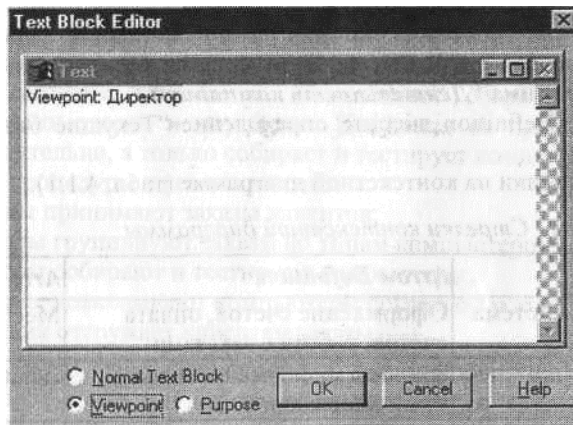 Text Block Editor
Text
Viewpoint: Директор
Normal Text Block
Viewpoint Purpose
OK Cancel Help